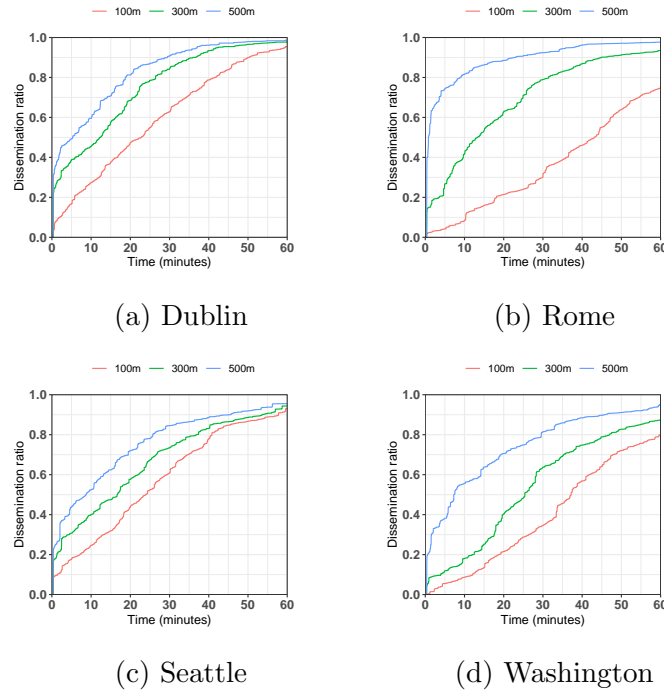 100m 300m 500m
1.0
0.8
0.6
0.4
0.2
0.0
Dissemination ratio
0 10 20 30 40 50 60
Time (minutes)
(a) Dublin
100m 300m 500m
1.0
0.8
0.6
0.4
0.2
0.0
Dissemination ratio
0 10 20 30 40 50 60
Time (minutes)
(b) Rome
100m 300m 500m
1.0
0.8
0.6
0.4
0.2
0.0
Dissemination ratio
0 10 20 30 40 50 60
Time (minutes)
(c) Seattle
100m 300m 500m
1.0
0.8
0.6
0.4
0.2
0.0
Dissemination ratio
0 10 20 30 40 50 60
Time (minutes)
(d) Washington